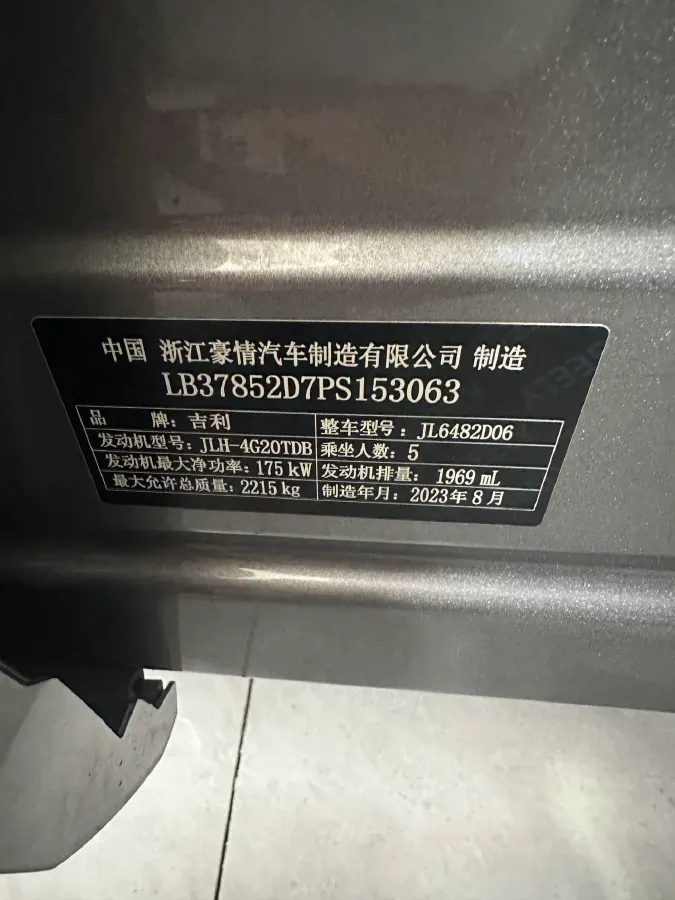 中国 浙江豪情汽车制造有限公司 制造
LB37852D7PS153063
品 牌：吉利 整车型号：JL6482D06
发动机型号：JLH-4G20TDB 乘坐人数：5
发动机最大净功率：175 kW 发动机排量：1969 mL
最大允许总质量：2215 kg 制造年月：2023年 8 月
GEELY